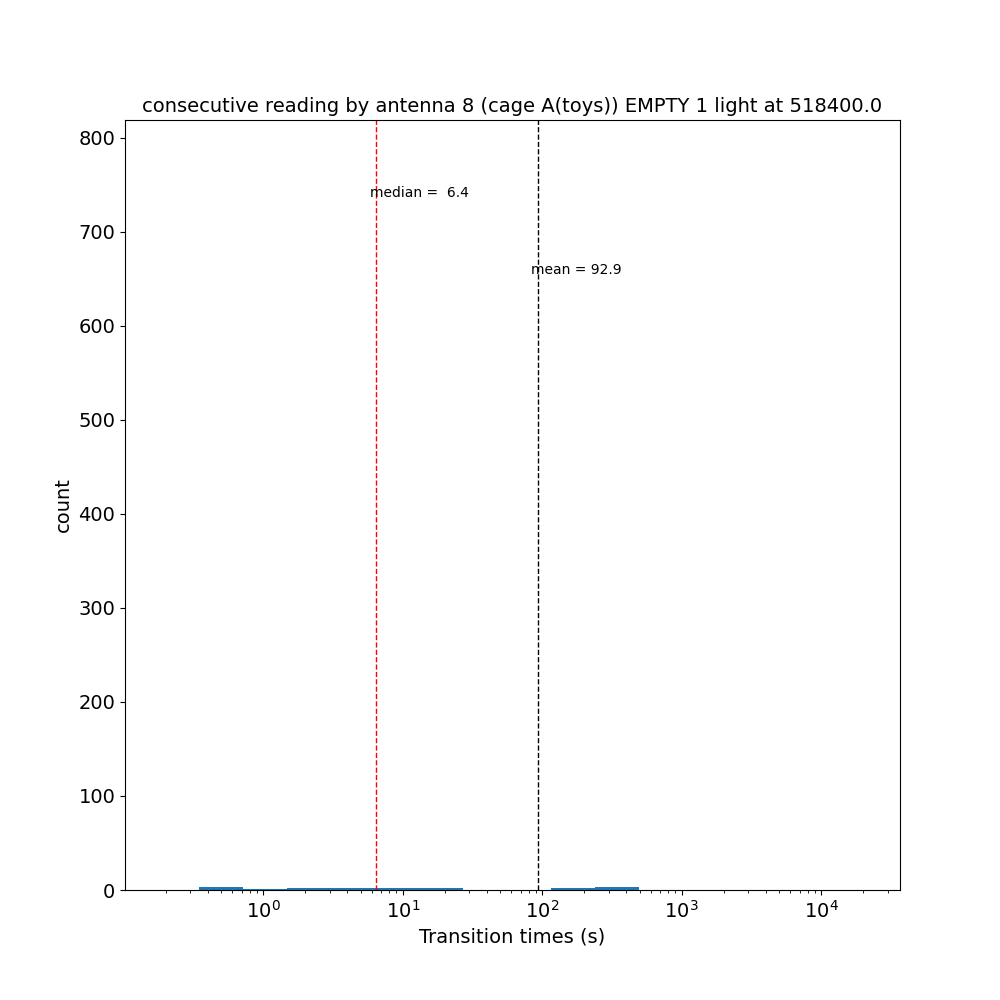 consecutive reading by antenna 8 (cage A(toys)) EMPTY 1 light at 518400.0
800
median =  6.4
700
mean = 92.9
600
500
count
400
300
200
100
0
10^0 10^1 10^2 10^3 10^4
Transition times (s)